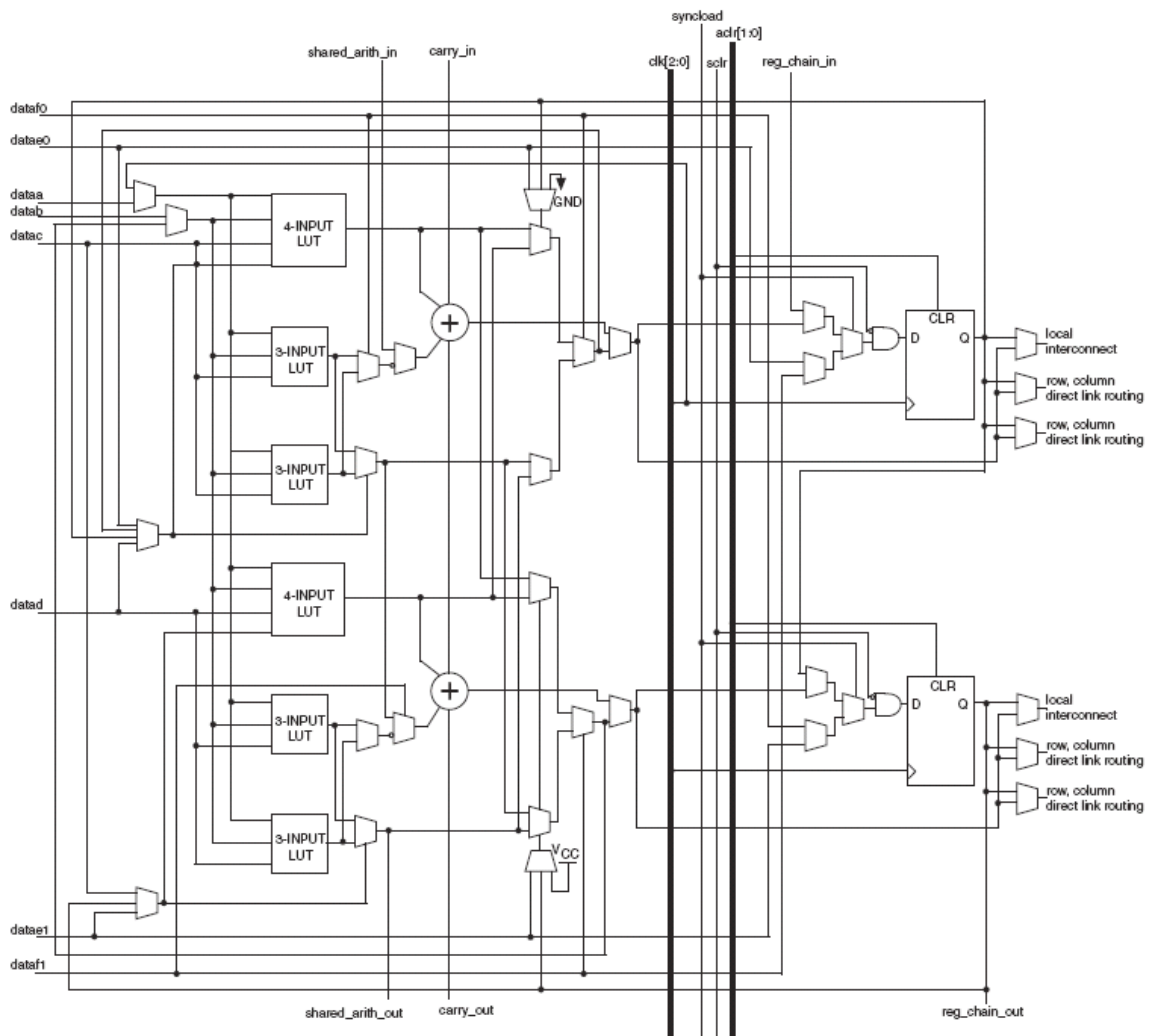 syncload
aclr[1:0]
shared_arith_in
carry_in
clk[2:0]
sclr
reg_chain_in
dataf0
datae0
dataa
datab
datac
GND
4-INPUT
LUT
3-INPUT
LUT
CLR
D
Q
local
interconnect
row, column
direct link routing
row, column
direct link routing
+
3-INPUT
LUT
4-INPUT
LUT
datad
+
3-INPUT
LUT
CLR
D
Q
local
interconnect
row, column
direct link routing
row, column
direct link routing
3-INPUT
LUT
VCC
datae1
dataf1
shared_arith_out
carry_out
reg_chain_out